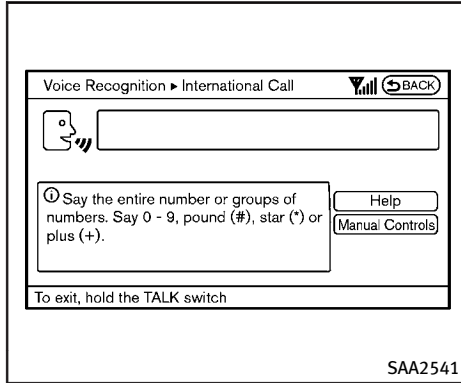 Voice Recognition ▸ International Call
BACK
ⓘ Say the entire number or groups of
numbers. Say 0 - 9, pound (#), star (*) or
plus (+).
Help
Manual Controls
To exit, hold the TALK switch
SAA2541